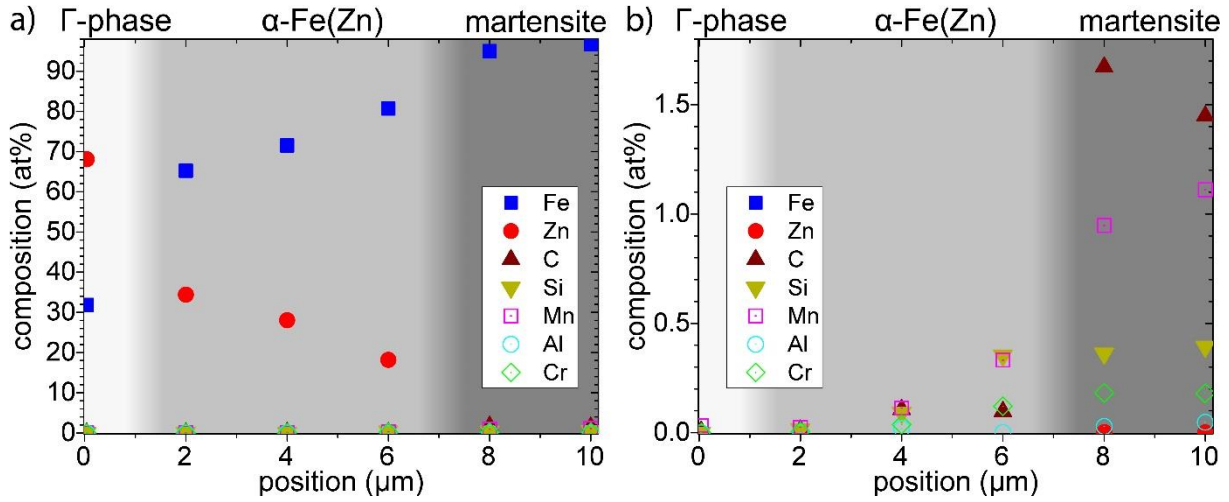 a) Γ-phase α-Fe(Zn) martensite
composition (at%)
90
80
70
60
50
40
30
20
10
0
Fe
Zn
C
Si
Mn
Al
Cr
0 2 4 6 8 10
position (µm)
b) Γ-phase α-Fe(Zn) martensite
composition (at%)
1.5
1.0
0.5
0.0
Fe
Zn
C
Si
Mn
Al
Cr
0 2 4 6 8 10
position (µm)